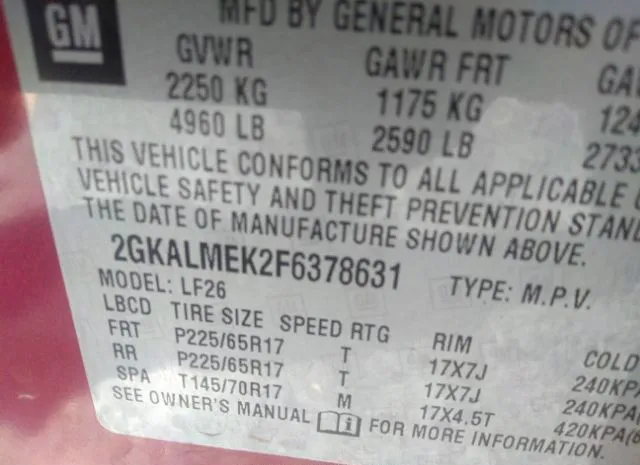 GM
MFD BY GENERAL MOTORS OF
GVWR GAWR FRT
2250 KG 1175 KG
4960 LB 2590 LB 2733
THIS VEHICLE CONFORMS TO ALL APPLICABLE
VEHICLE SAFETY AND THEFT PREVENTION STAN
THE DATE OF MANUFACTURE SHOWN ABOVE.
2GKALMEK2F6378631 TYPE: M.P.V.
MODEL: LF26
LBCD TIRE SIZE SPEED RTG RIM COLD
FRT P225/65R17 T 17X7J 240KPA
RR P225/65R17 T 17X7J 240KPA
SPA T145/70R17 M 17X4.5T 420KPA
SEE OWNER'S MANUAL FOR MORE INFORMATION.